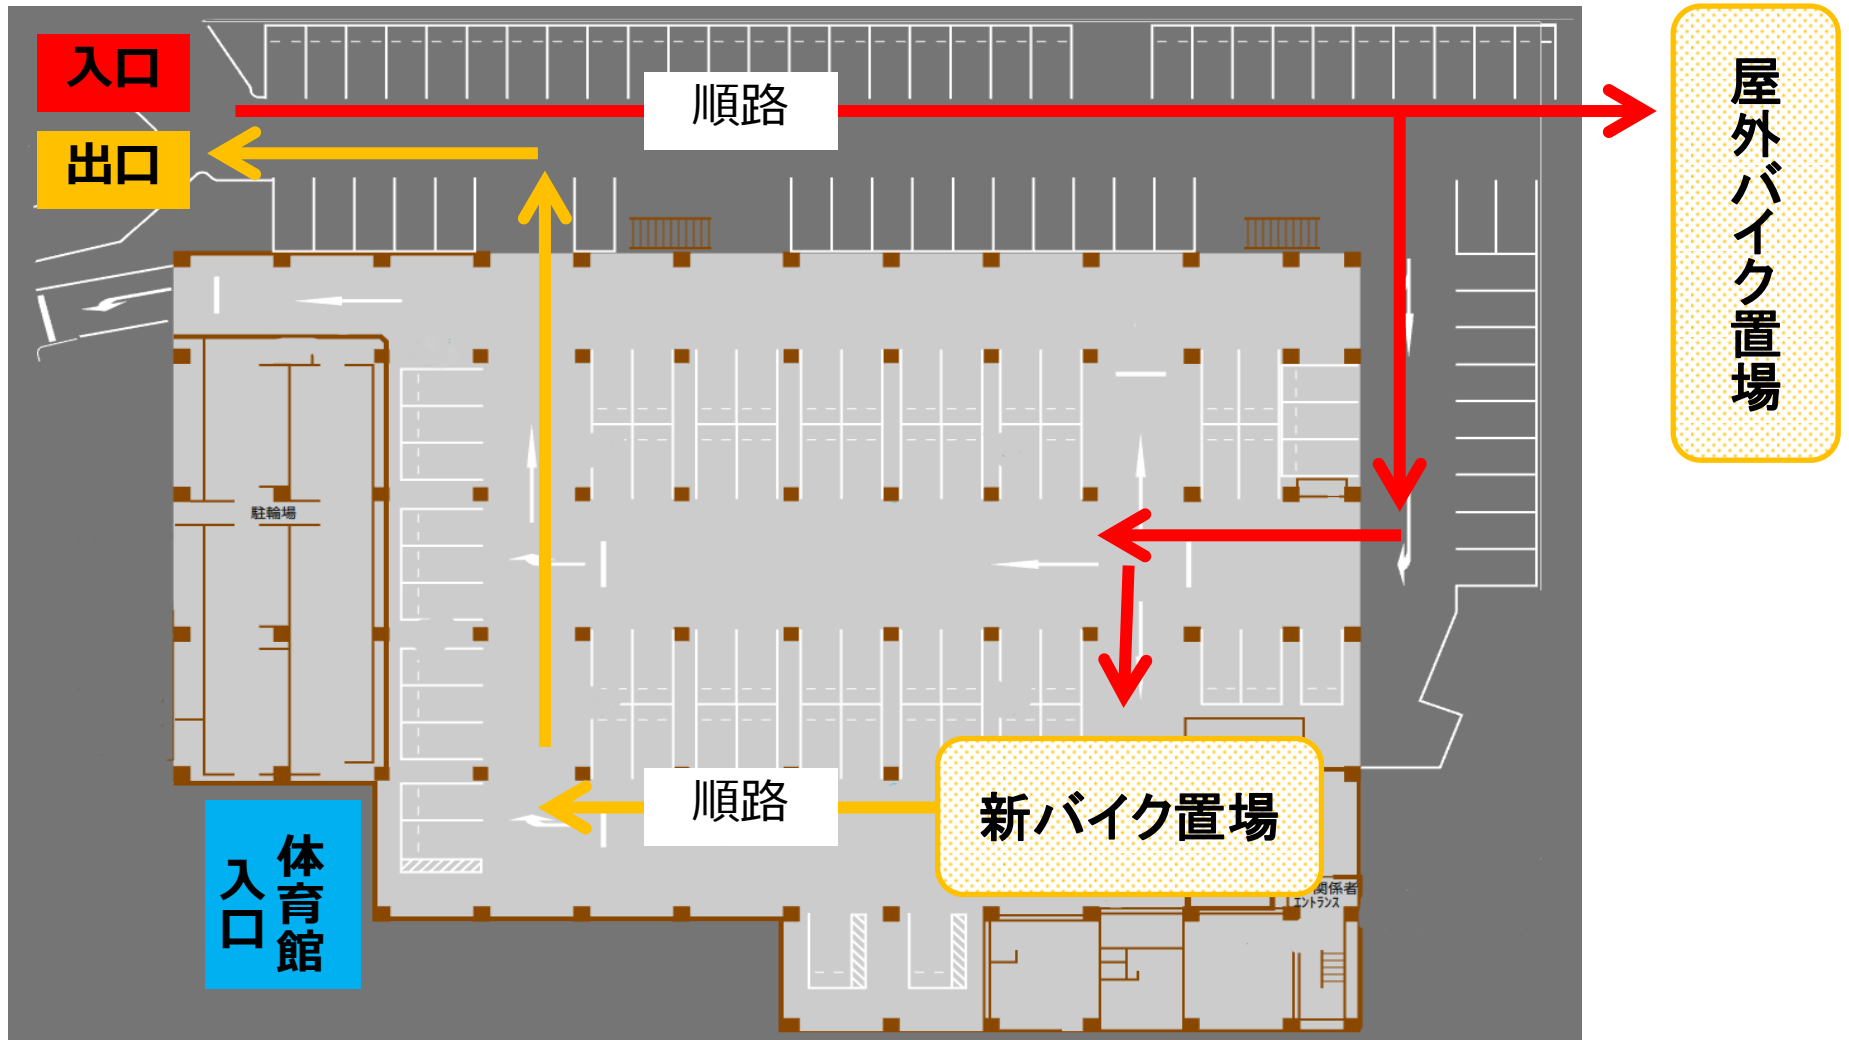 入口
順路
出口
屋外バイク置場
駐輪場
順路
新バイク置場
体育館
入口
関係者
エントランス